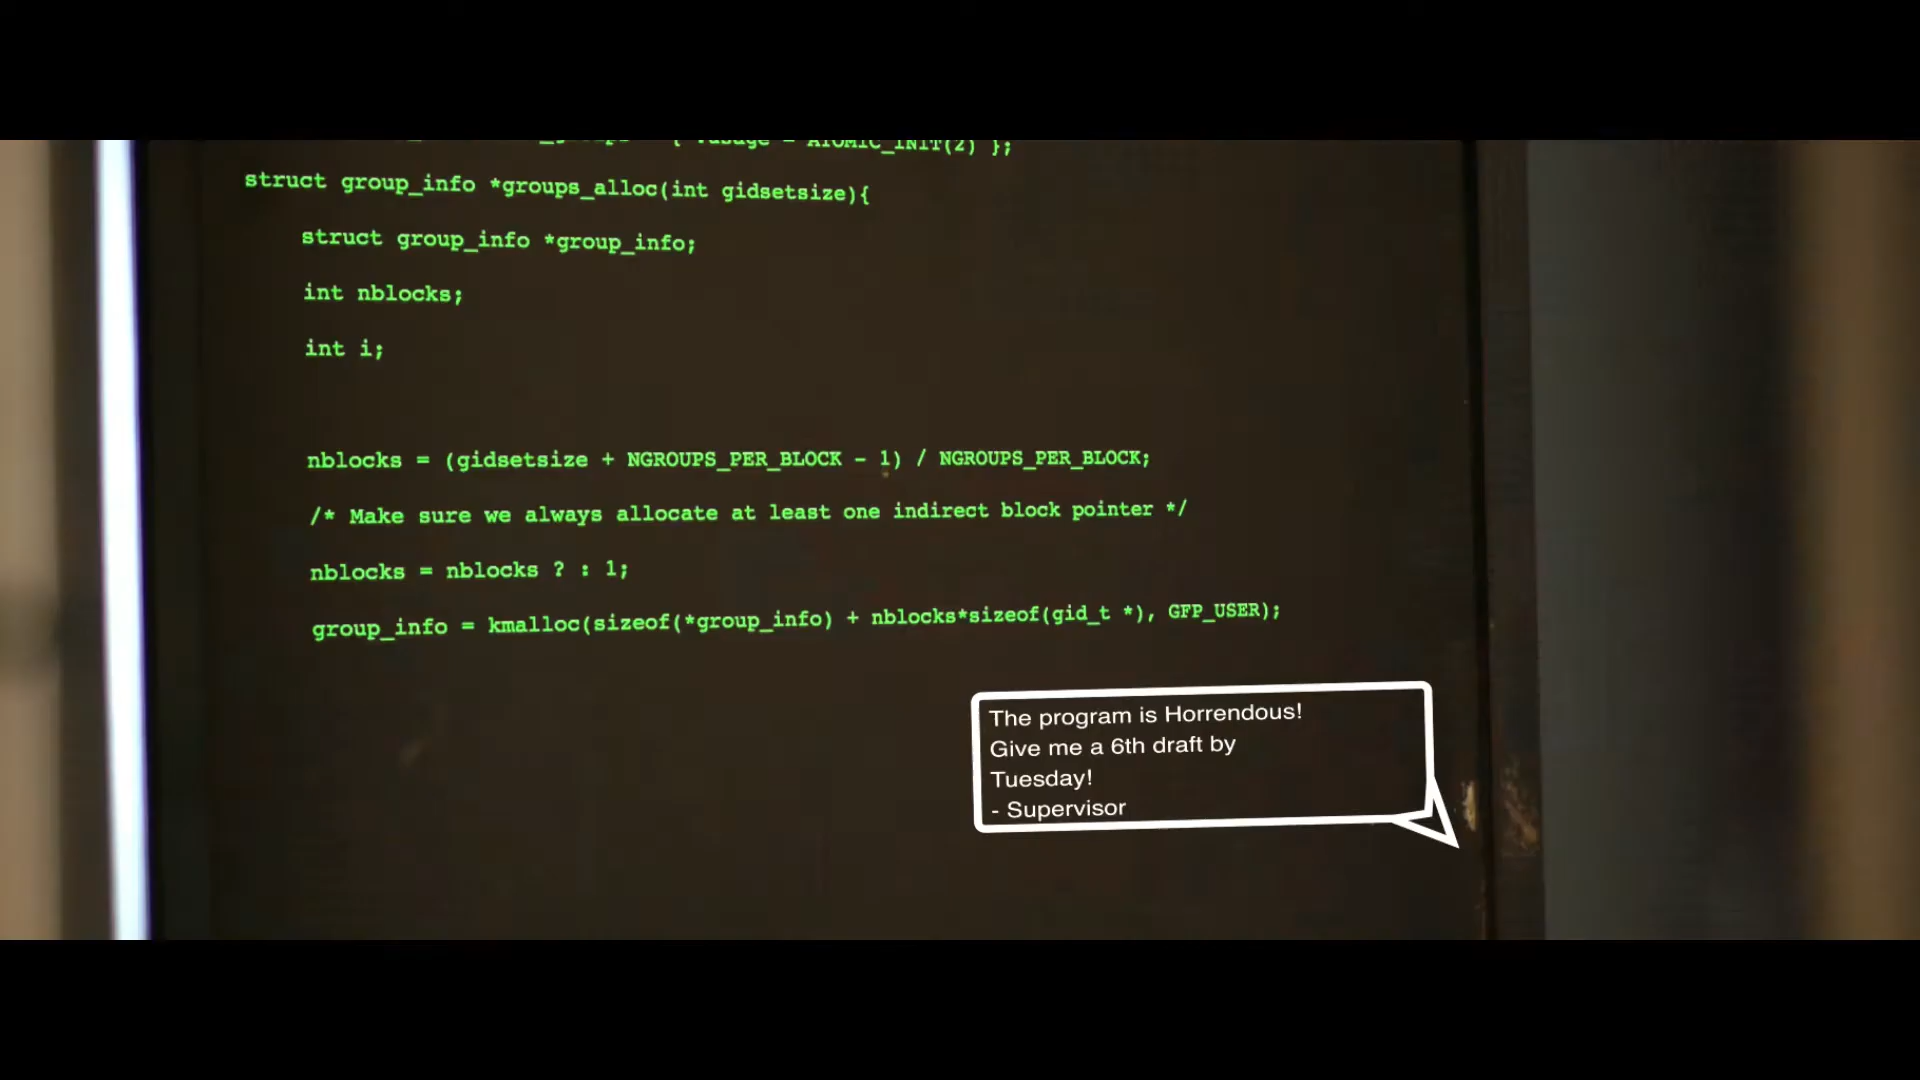 ATOMIC_INIT(2) };
struct group_info *groups_alloc(int gidsetsize){
struct group_info *group_info;
int nblocks;
int i;
nblocks = (gidsetsize + NGROUPS_PER_BLOCK - 1) / NGROUPS_PER_BLOCK;
/* Make sure we always allocate at least one indirect block pointer */
nblocks = nblocks ? : 1;
group_info = kmalloc(sizeof(*group_info) + nblocks*sizeof(gid_t *), GFP_USER);
The program is Horrendous!
Give me a 6th draft by
Tuesday!
- Supervisor